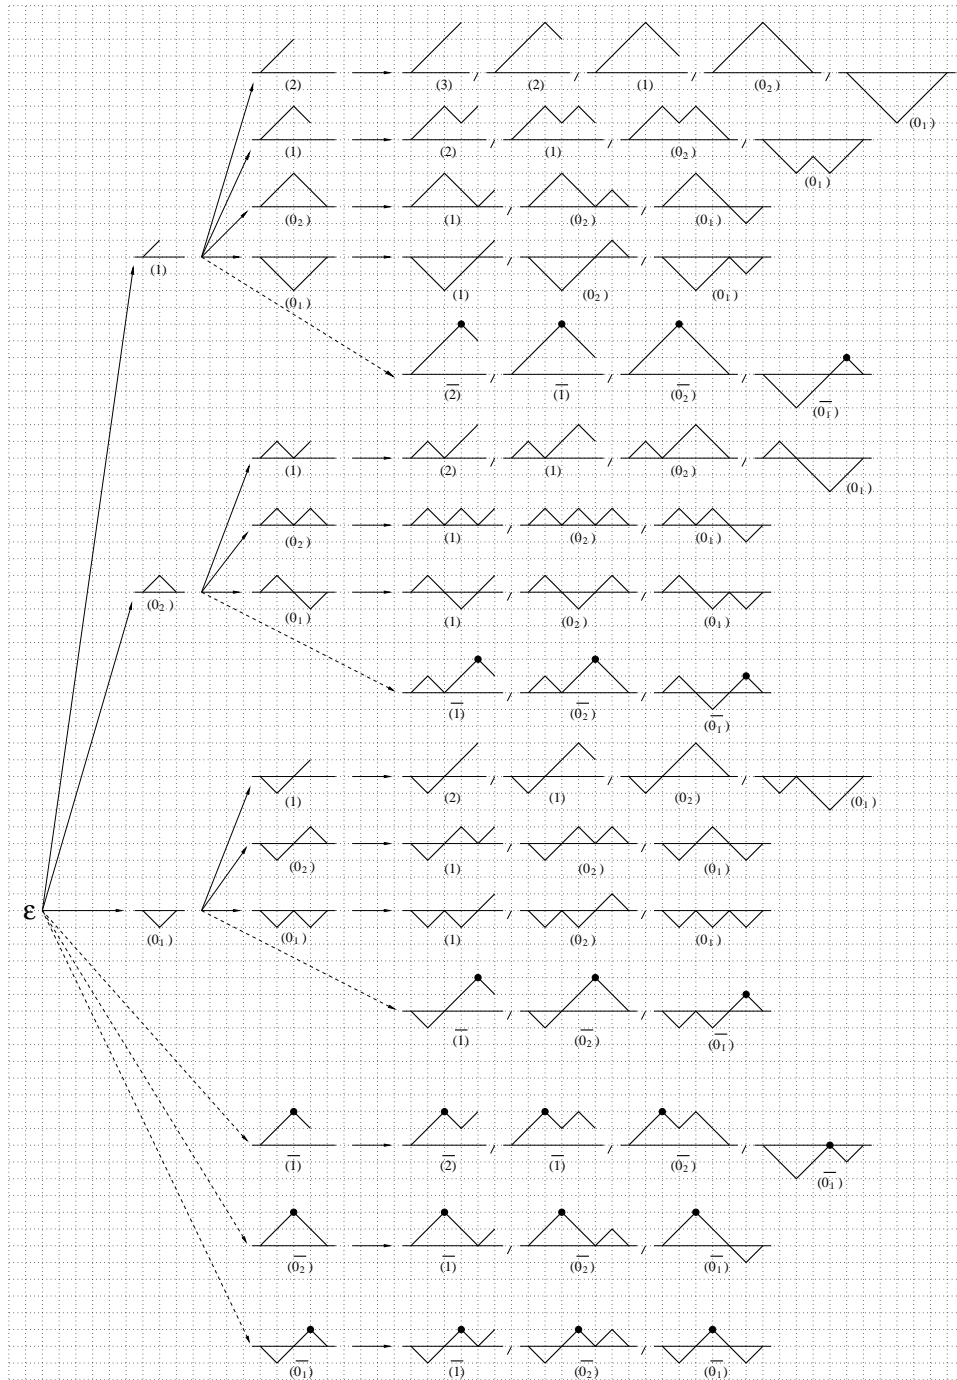 (2) (3) / (2) / (1) / (0₂) / (0₁)
(1) (2) / (1) / (0₂) / (0₁)
(0₂) (1) / (0₂) / (0₁)
(1)
(0₁) (1) / (0₂) / (0₁)
(2̅) / (1̅) / (0̅₂) / (0̅₁)
(1) (2) / (1) / (0₂) / (0₁)
(0₂) (1) / (0₂) / (0₁)
(0₂)
(0₁) (1) / (0₂) / (0₁)
(1̅) / (0̅₂) / (0̅₁)
(1) (2) / (1) / (0₂) / (0₁)
(0₂) (1) / (0₂) / (0₁)
ε
(0₁) (0₁) (1) / (0₂) / (0₁)
(1̅) / (0̅₂) / (0̅₁)
(1̅) (2̅) / (1̅) / (0̅₂) / (0̅₁)
(0̅₂) (1̅) / (0̅₂) / (0̅₁)
(0̅₁) (1̅) / (0̅₂) / (0̅₁)